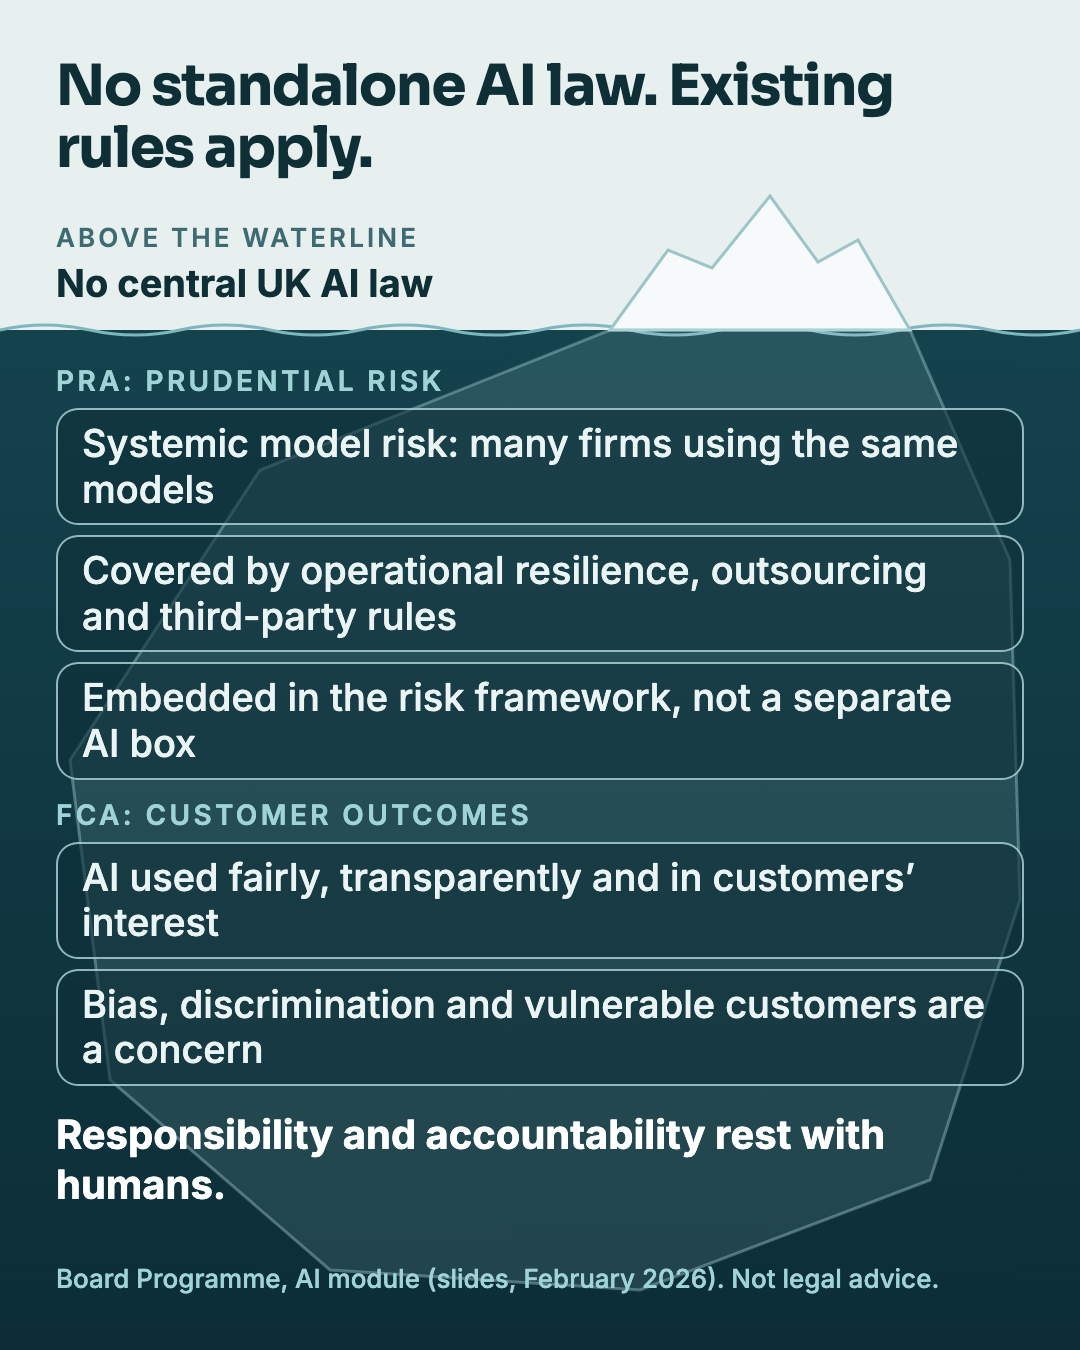 No standalone AI law. Existing
rules apply.
ABOVE THE WATERLINE
No central UK AI law
PRA: PRUDENTIAL RISK
Systemic model risk: many firms using the same
models
Covered by operational resilience, outsourcing
and third-party rules
Embedded in the risk framework, not a separate
AI box
FCA: CUSTOMER OUTCOMES
AI used fairly, transparently and in customers’
interest
Bias, discrimination and vulnerable customers are
a concern
Responsibility and accountability rest with
humans.
Board Programme, AI module (slides, February 2026). Not legal advice.